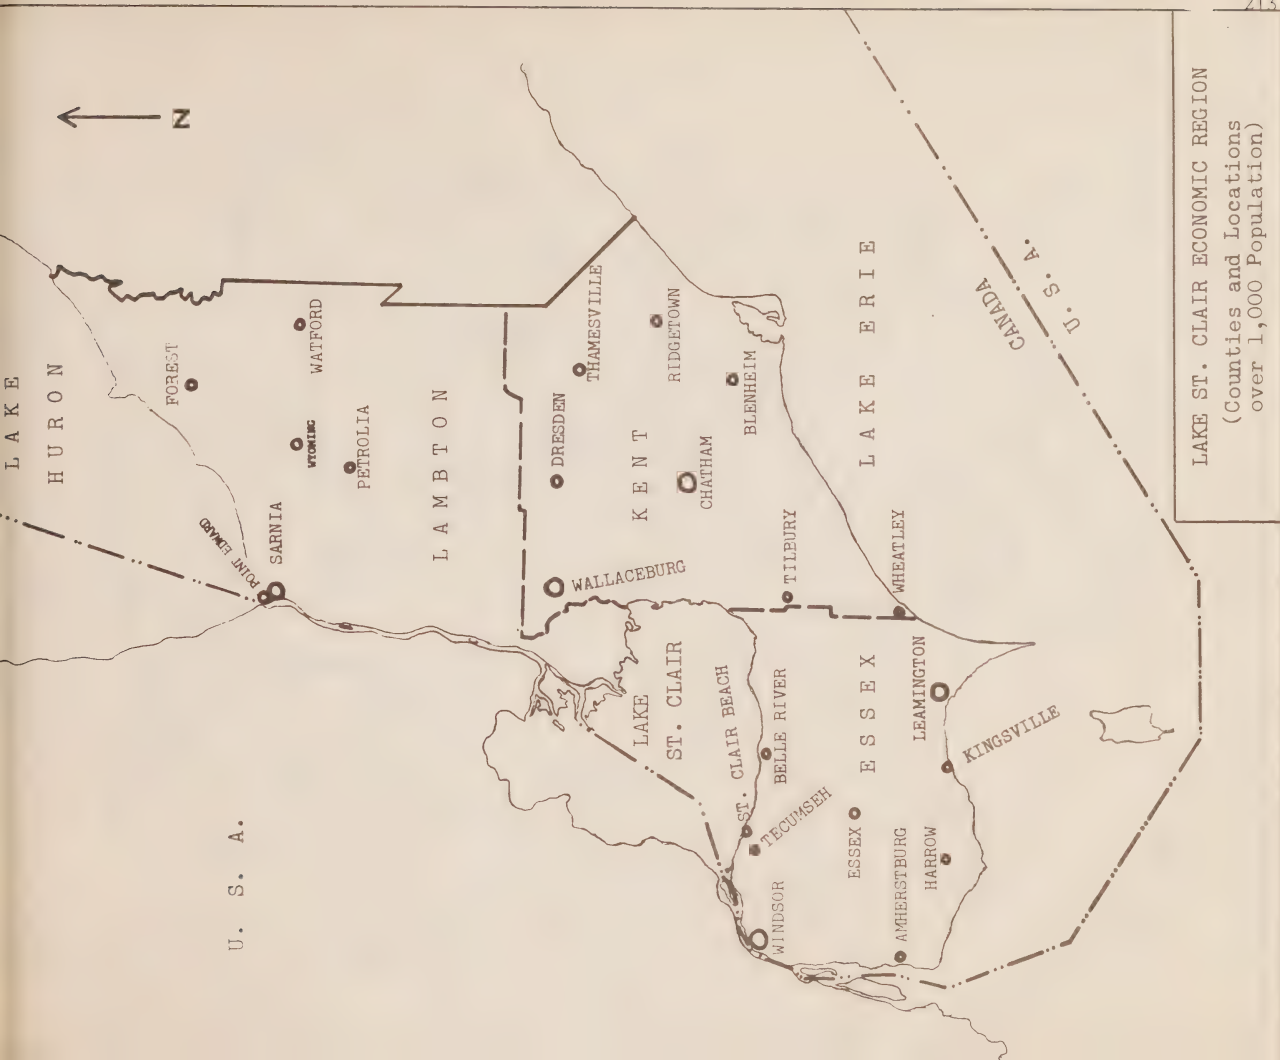 213
LAKE ST. CLAIR ECONOMIC REGION
(Counties and Locations
over 1,000 Population)
N
LAKE
HURON
FOREST
WATFORD
WYOMING
PETROLIA
LAMBTON
POINT EDWARD
SARNIA
THAMESVILLE
RIDGETOWN
DRESDEN
BLENHEIM
KENT
CHATHAM
WALLACEBURG
TILBURY
WHEATLEY
LAKE ERIE
CANADA
U. S. A.
LAKE
ST. CLAIR
ST. CLAIR BEACH
BELLE RIVER
TECUMSEH
ESSEX
LEAMINGTON
KINGSVILLE
ESSEX
HARROW
AMHERSTBURG
WINDSOR
U. S. A.